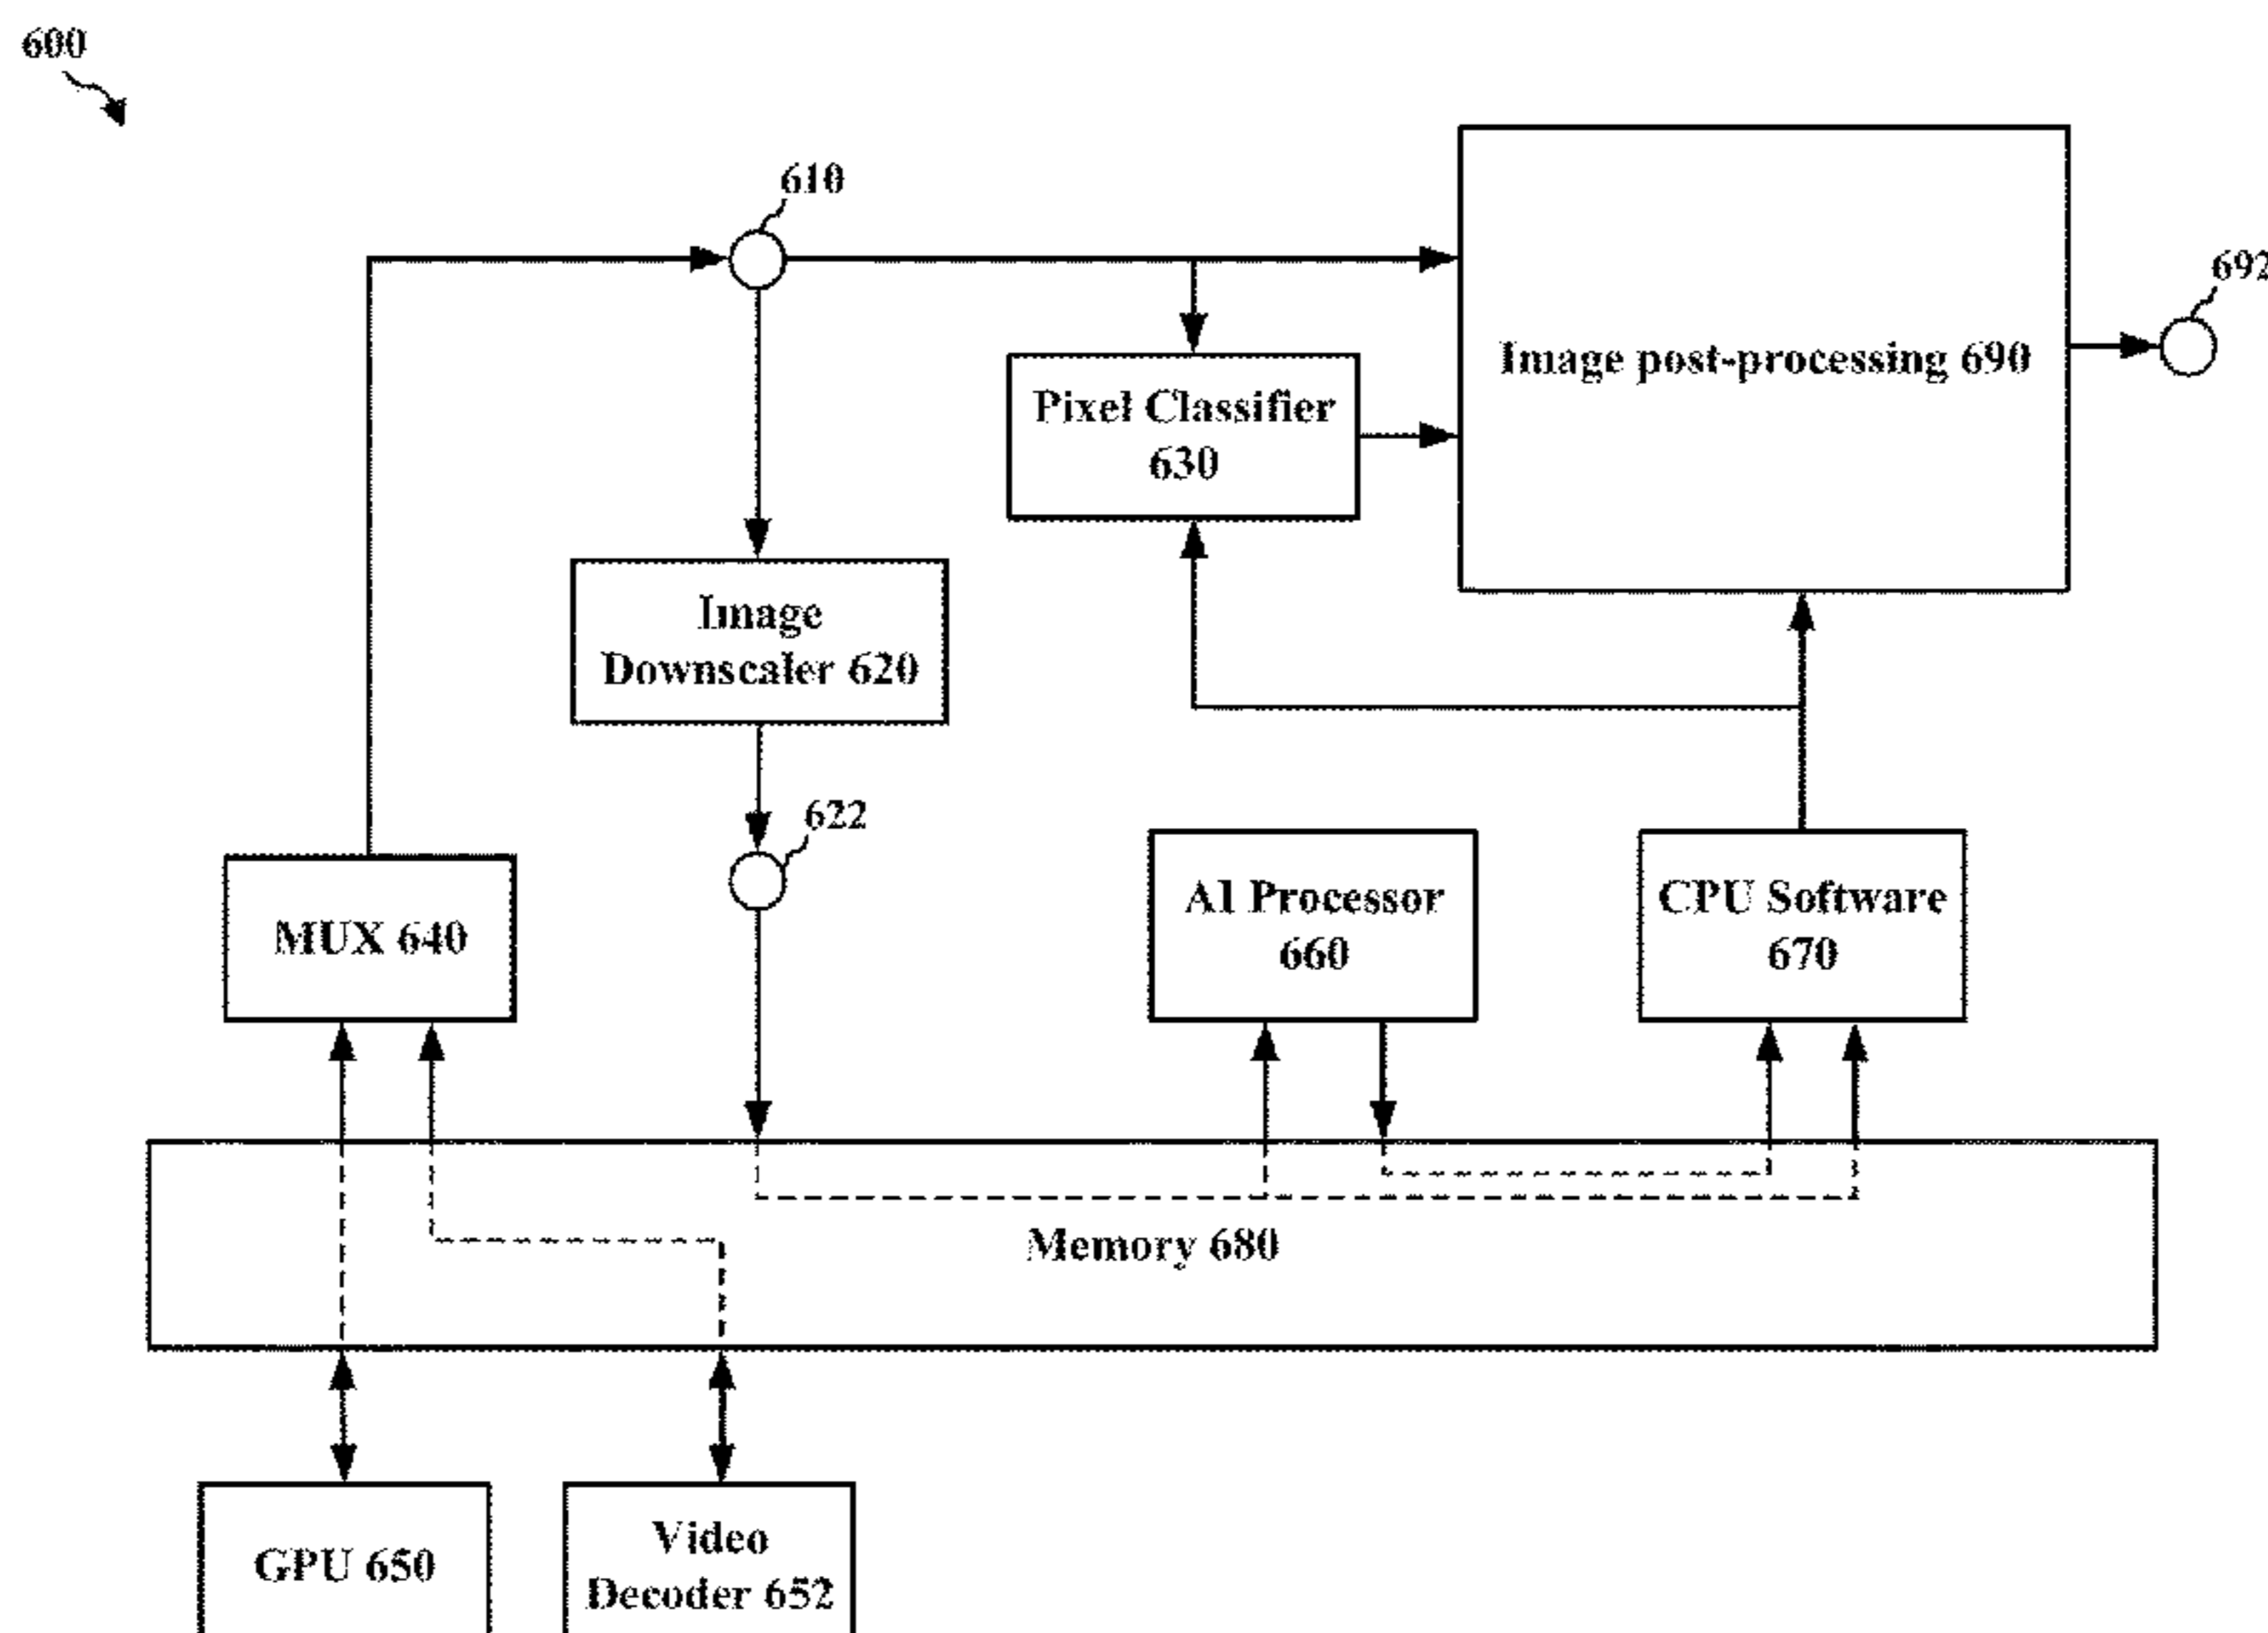 600
610
692
Image post-processing 690
Pixel Classifier
630
Image
Downscaler 620
622
MUX 640
AI Processor
660
CPU Software
670
Memory 680
GPU 650
Video
Decoder 652